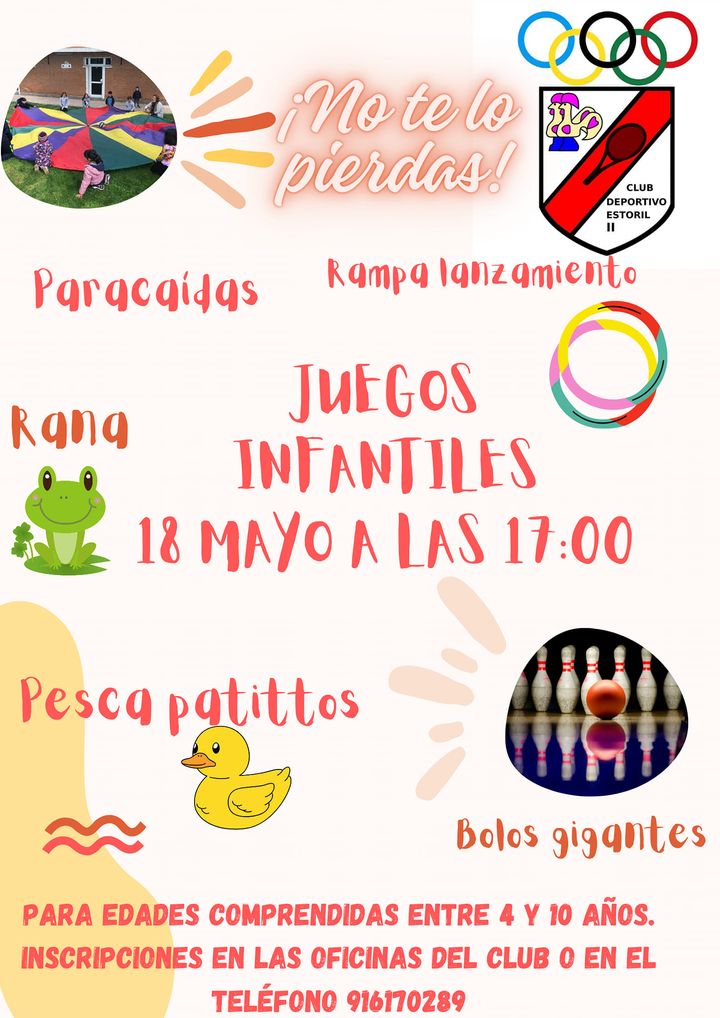 ¡No te lo
pierdas!
CLUB
DEPORTIVO
ESTORIL
II
Paracaídas
Rampa lanzamiento
Rana
JUEGOS
INFANTILES
18 MAYO A LAS 17:00
Pesca patittos
Bolos gigantes
PARA EDADES COMPRENDIDAS ENTRE 4 Y 10 AÑOS.
INSCRIPCIONES EN LAS OFICINAS DEL CLUB O EN EL
TELÉFONO 916170289